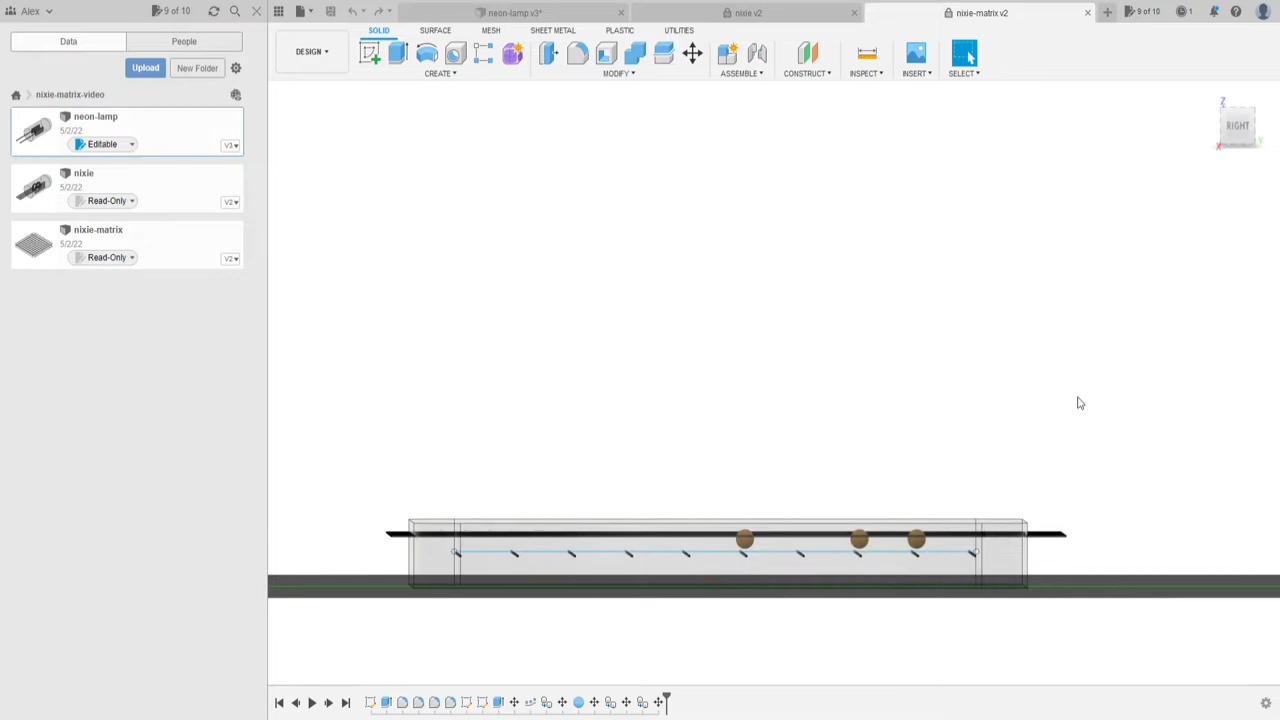 Alex
9 of 10
neon-lamp v3*
nixie v2
nixie-matrix v2
9 of 10
1
Data
People
Upload
New Folder
nixie-matrix-video
neon-lamp
5/2/22
Editable
V3
nixie
5/2/22
Read-Only
V2
nixie-matrix
5/2/22
Read-Only
V2
DESIGN
SOLID
SURFACE
MESH
SHEET METAL
PLASTIC
UTILITIES
CREATE
MODIFY
ASSEMBLE
CONSTRUCT
INSPECT
INSERT
SELECT
Z
RIGHT
X
Y